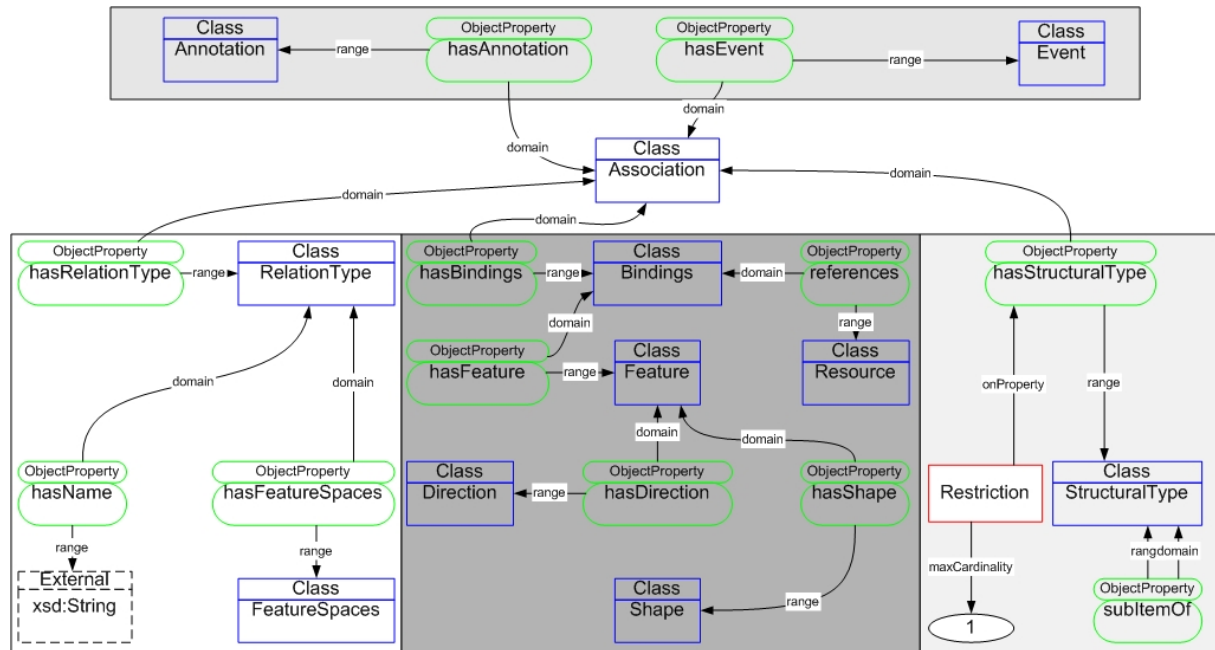 Class
Annotation
range
ObjectProperty
hasAnnotation
ObjectProperty
hasEvent
range
Class
Event
domain
domain
Class
Association
domain
domain
domain
ObjectProperty
hasRelationType
range
Class
RelationType
ObjectProperty
hasBindings
range
Class
Bindings
domain
ObjectProperty
references
ObjectProperty
hasStructuralType
domain
range
ObjectProperty
hasFeature
range
Class
Feature
Class
Resource
domain
domain
onProperty
range
domain
domain
ObjectProperty
hasName
ObjectProperty
hasFeatureSpaces
Class
Direction
range
ObjectProperty
hasDirection
ObjectProperty
hasShape
Restriction
Class
StructuralType
range
range
rangdomain
External
xsd:String
Class
FeatureSpaces
Class
Shape
range
maxCardinality
1
ObjectProperty
subItemOf